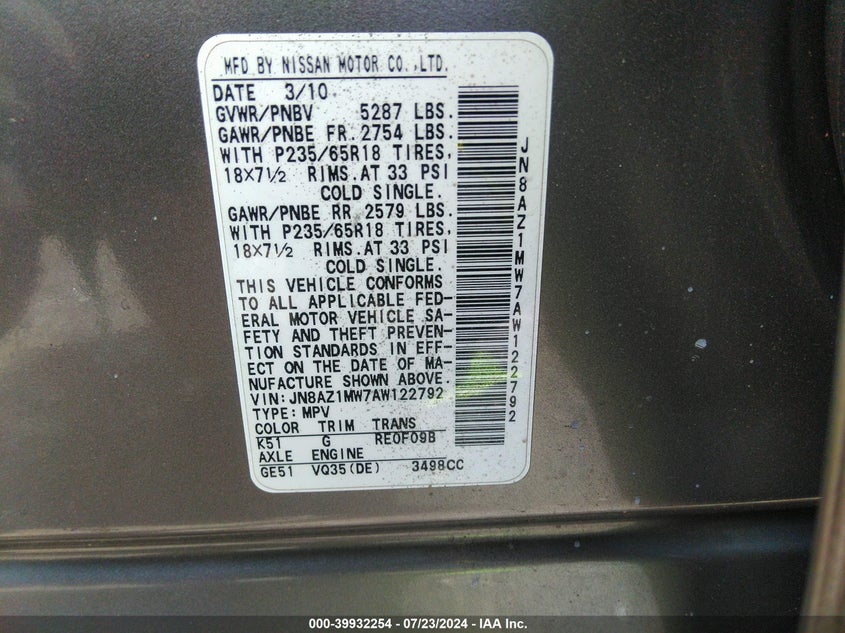 MFD BY NISSAN MOTOR CO.,LTD.
DATE 3/10
GVWR/PNBV 5287 LBS.
GAWR/PNBE FR. 2754 LBS.
WITH P235/65R18 TIRES,
18X7½ RIMS.AT 33 PSI
COLD SINGLE.
GAWR/PNBE RR 2579 LBS.
WITH P235/65R18 TIRES,
18X7½ RIMS.AT 33 PSI
COLD SINGLE.
THIS VEHICLE CONFORMS
TO ALL APPLICABLE FED-
ERAL MOTOR VEHICLE SA-
FETY AND THEFT PREVEN-
TION STANDARDS IN EFF-
ECT ON THE DATE OF MA-
NUFACTURE SHOWN ABOVE.
VIN:JN8AZ1MW7AW122792
TYPE:MPV
COLOR TRIM TRANS
K51 G RE0F09B
AXLE ENGINE
GE51 VQ35(DE) 3498CC
JN8AZ1MW7AW122792
000-39932254 - 07/23/2024 - IAA Inc.